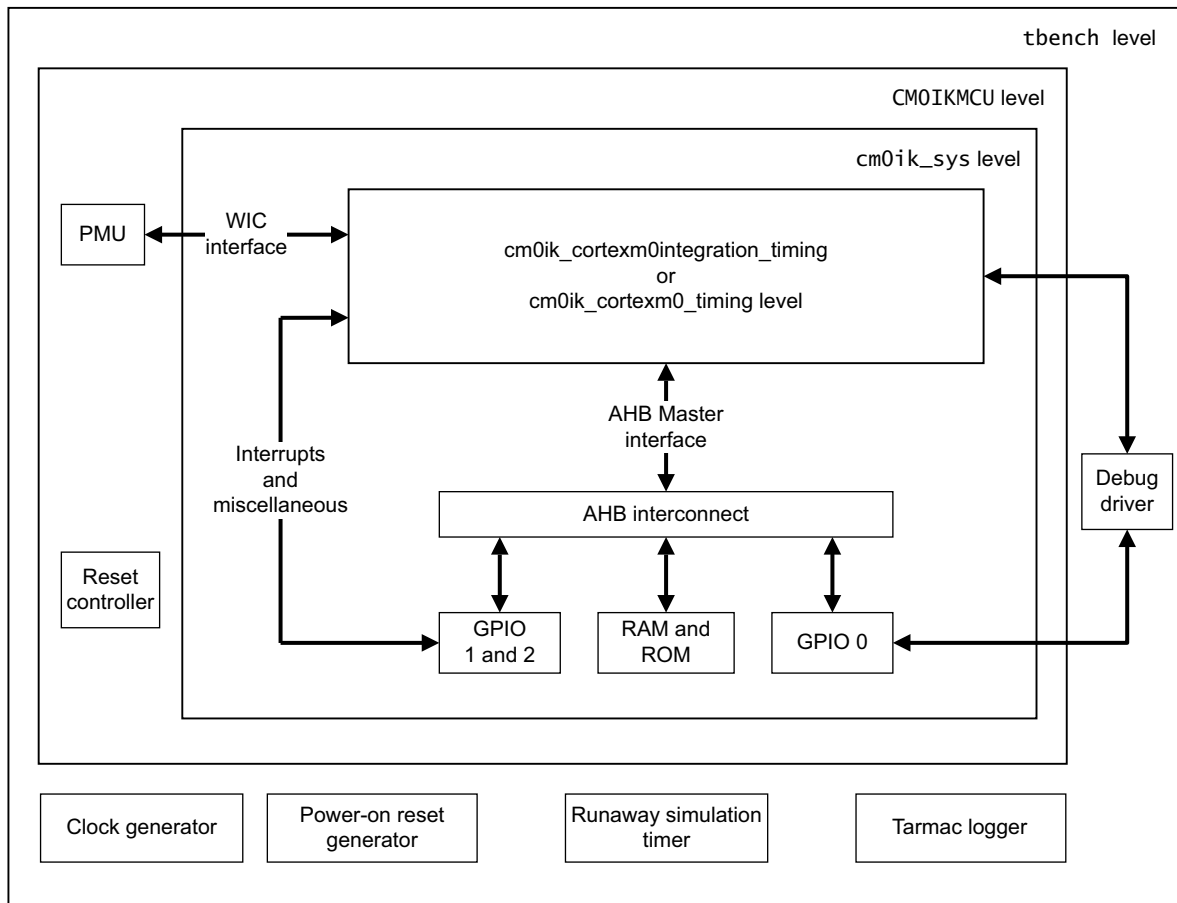 tbench level
CM0IKMCU level
cm0ik_sys level
PMU
WIC
interface
cm0ik_cortexm0integration_timing
or
cm0ik_cortexm0_timing level
AHB Master
interface
Interrupts
and
miscellaneous
Debug
driver
AHB interconnect
Reset
controller
GPIO
1 and 2
RAM and
ROM
GPIO 0
Clock generator
Power-on reset
generator
Runaway simulation
timer
Tarmac logger